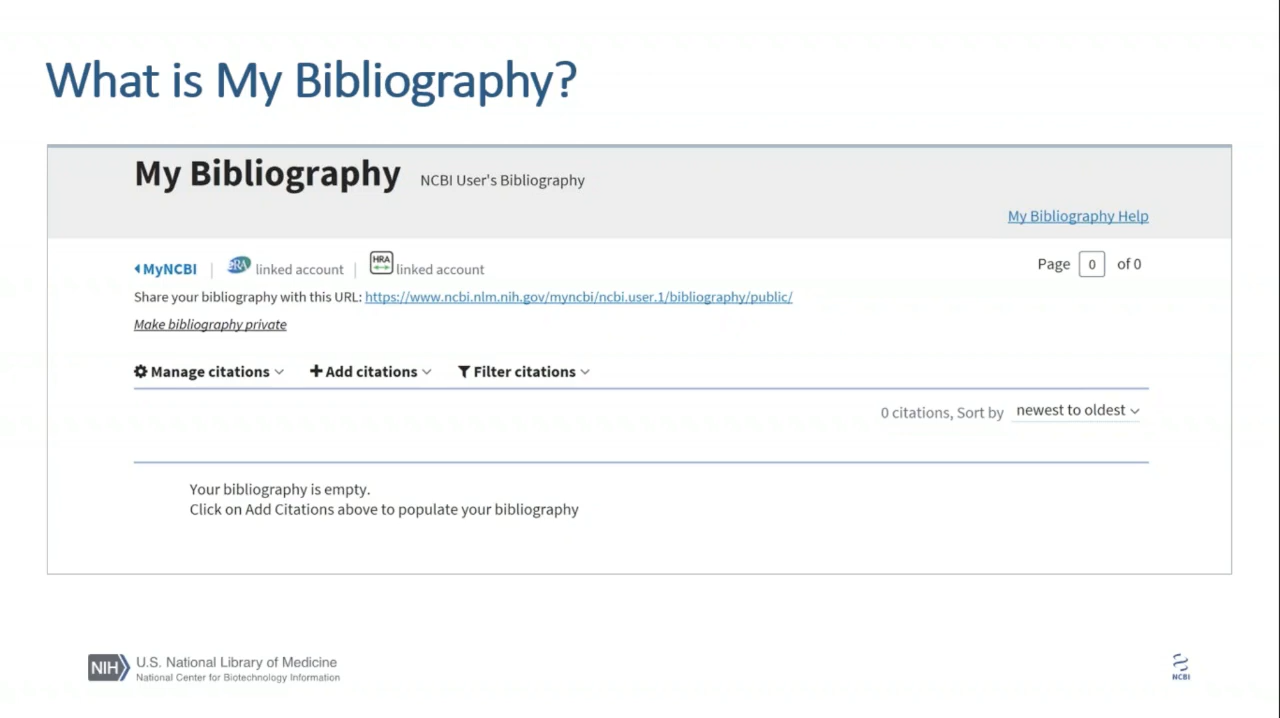 What is My Bibliography?
My Bibliography NCBI User's Bibliography
My Bibliography Help
MyNCBI | eRA linked account | HRA linked account
Page 0 of 0
Share your bibliography with this URL: https://www.ncbi.nlm.nih.gov/myncbi/ncbi.user.1/bibliography/public/
Make bibliography private
Manage citations Add citations Filter citations
0 citations, Sort by newest to oldest
Your bibliography is empty.
Click on Add Citations above to populate your bibliography
NIH U.S. National Library of Medicine
National Center for Biotechnology Information
NCBI